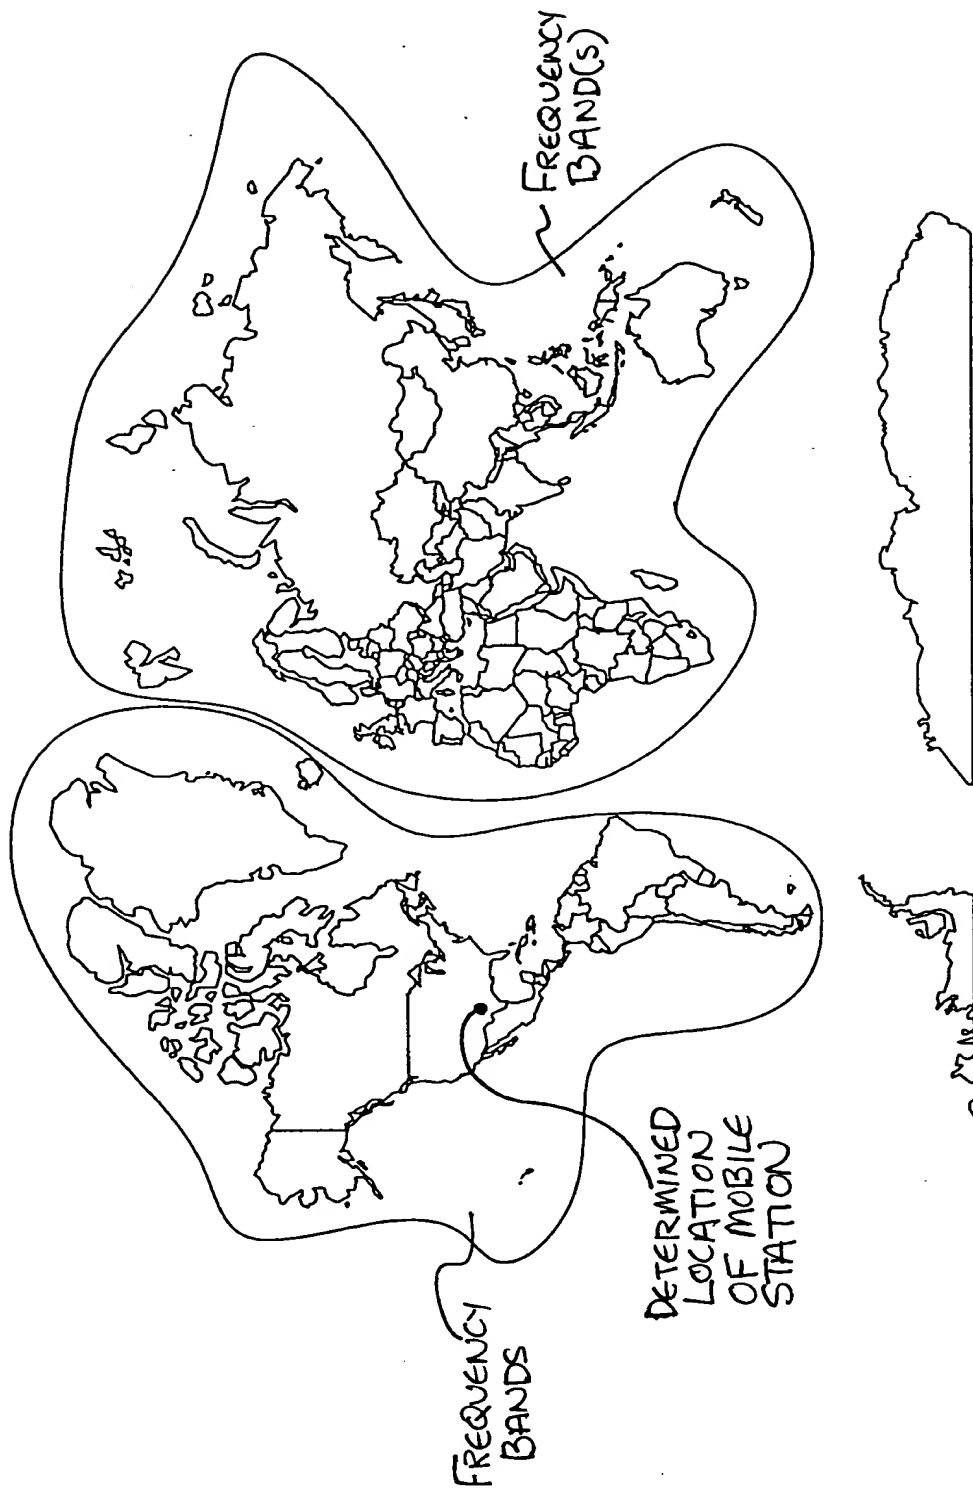 FREQUENCY
BANDS
DETERMINED
LOCATION
OF MOBILE
STATION
FREQUENCY
BAND(S)